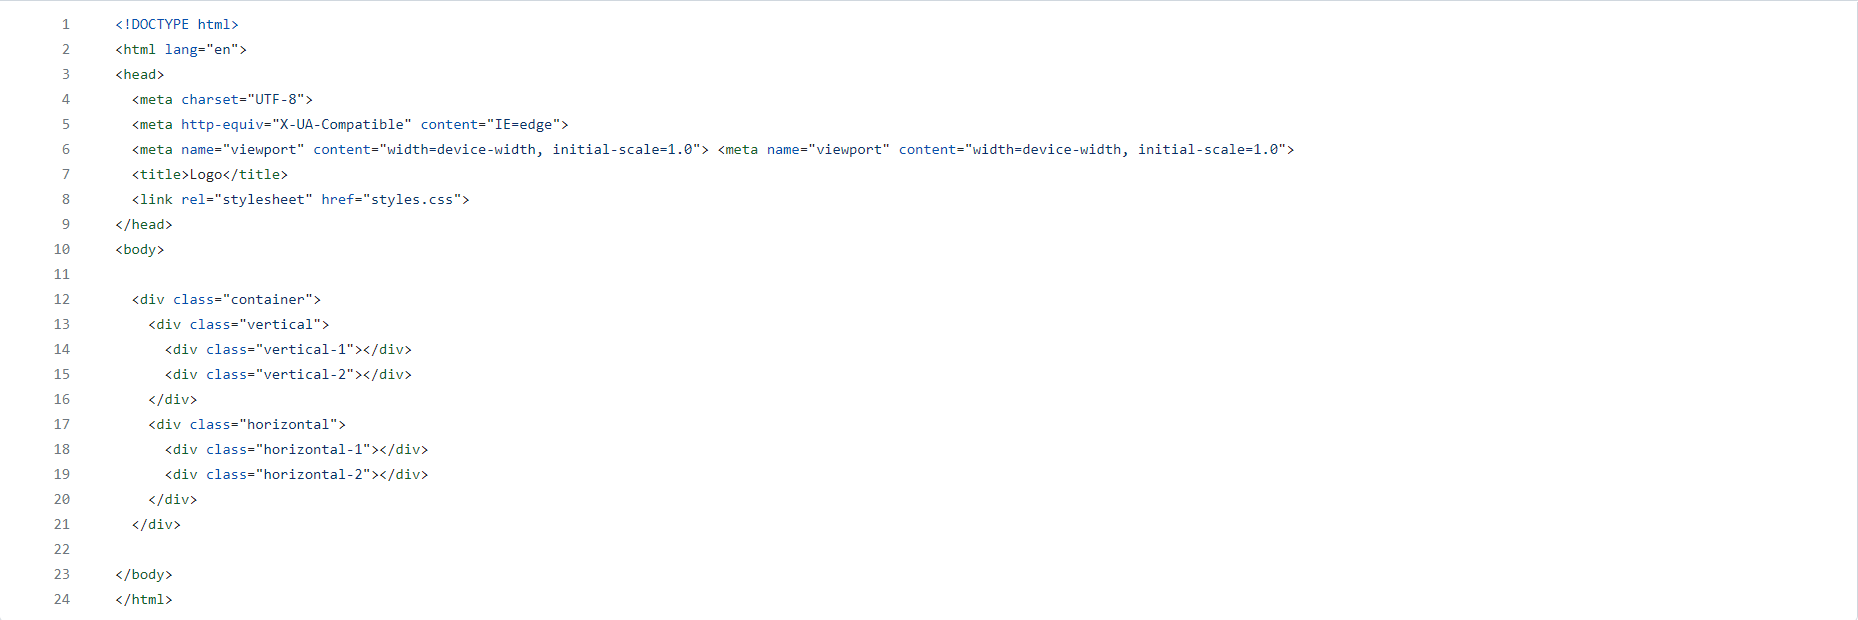 1 <!DOCTYPE html>
2 <html lang="en">
3 <head>
4   <meta charset="UTF-8">
5   <meta http-equiv="X-UA-Compatible" content="IE=edge">
6   <meta name="viewport" content="width=device-width, initial-scale=1.0"> <meta name="viewport" content="width=device-width, initial-scale=1.0">
7   <title>Logo</title>
8   <link rel="stylesheet" href="styles.css">
9 </head>
10 <body>
11
12   <div class="container">
13     <div class="vertical">
14       <div class="vertical-1"></div>
15       <div class="vertical-2"></div>
16     </div>
17     <div class="horizontal">
18       <div class="horizontal-1"></div>
19       <div class="horizontal-2"></div>
20     </div>
21   </div>
22
23 </body>
24 </html>